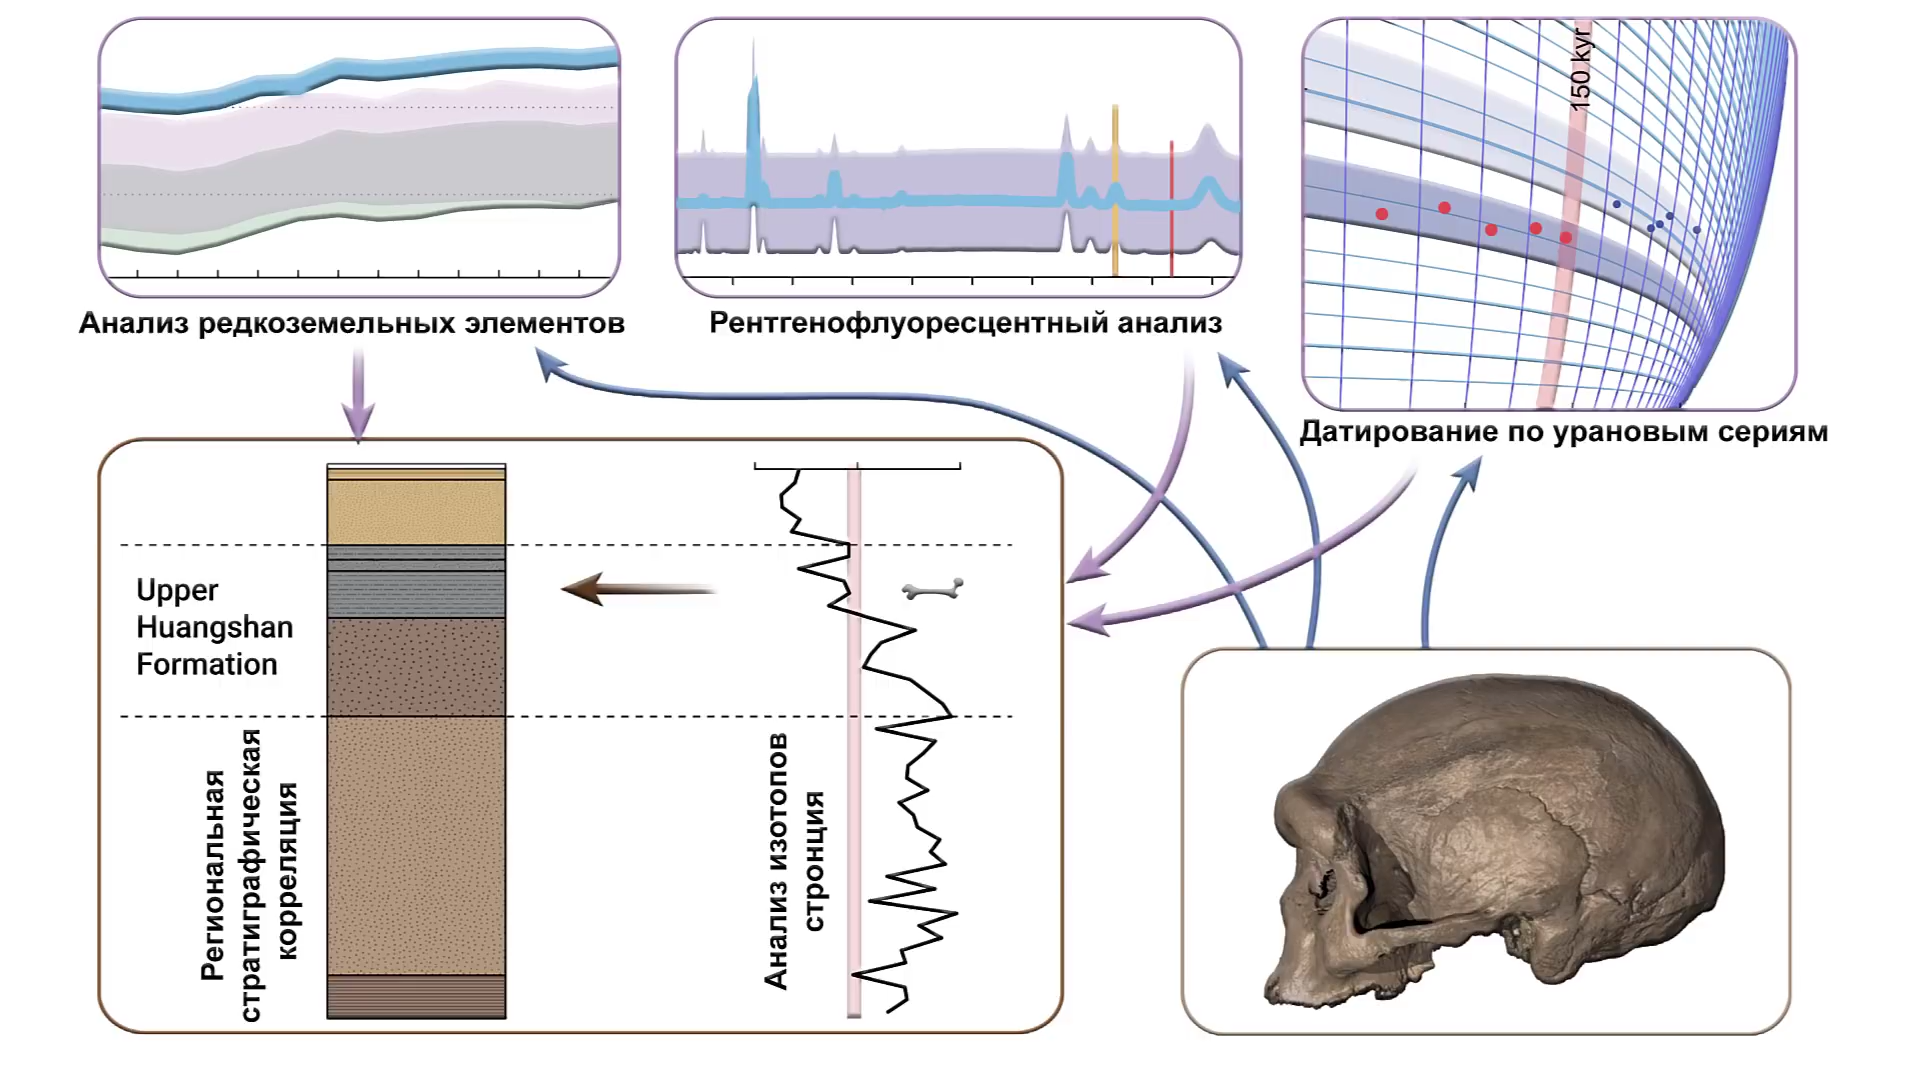 150 kyr
Анализ редкоземельных элементов
Рентгенофлуоресцентный анализ
Датирование по урановым сериям
Upper
Huangshan
Formation
Региональная
стратиграфическая
корреляция
Анализ изотопов
стронция